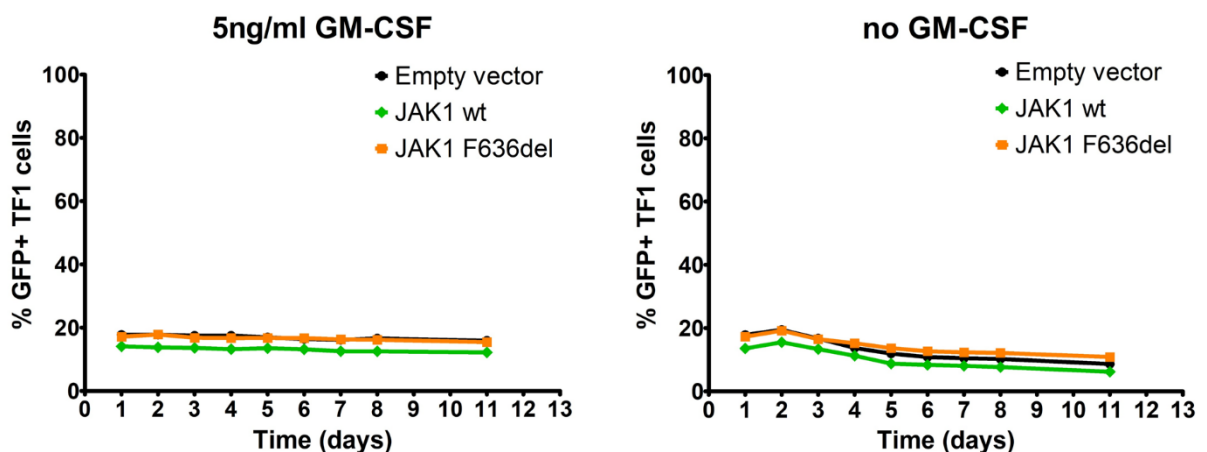 5ng/ml GM-CSF
% GFP+ TF1 cells
100
80
60
40
20
0
Empty vector
JAK1 wt
JAK1 F636del
0 1 2 3 4 5 6 7 8 9 10 11 12 13
Time (days)
no GM-CSF
% GFP+ TF1 cells
100
80
60
40
20
0
Empty vector
JAK1 wt
JAK1 F636del
0 1 2 3 4 5 6 7 8 9 10 11 12 13
Time (days)